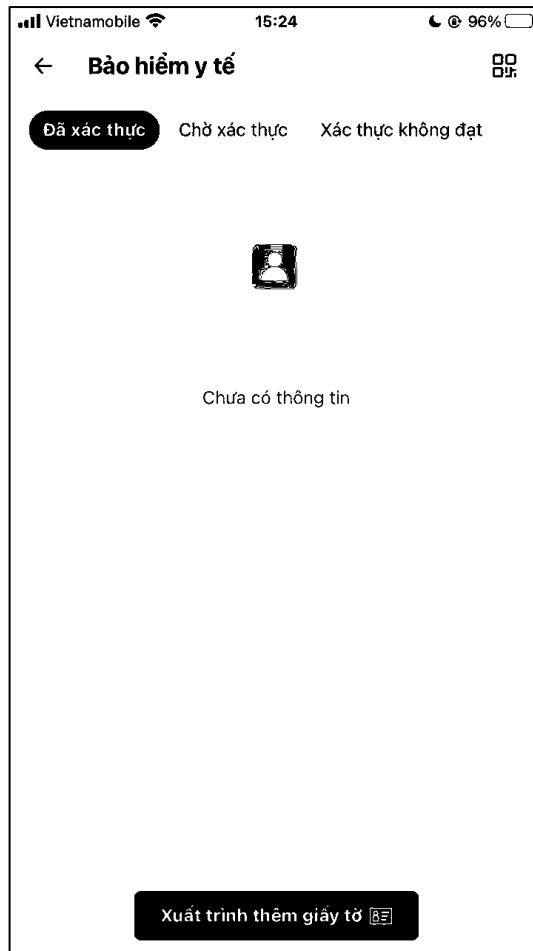 Vietnamobile 15:24 96%
Bảo hiểm y tế
Đã xác thực Chờ xác thực Xác thực không đạt
Chưa có thông tin
Xuất trình thêm giấy tờ